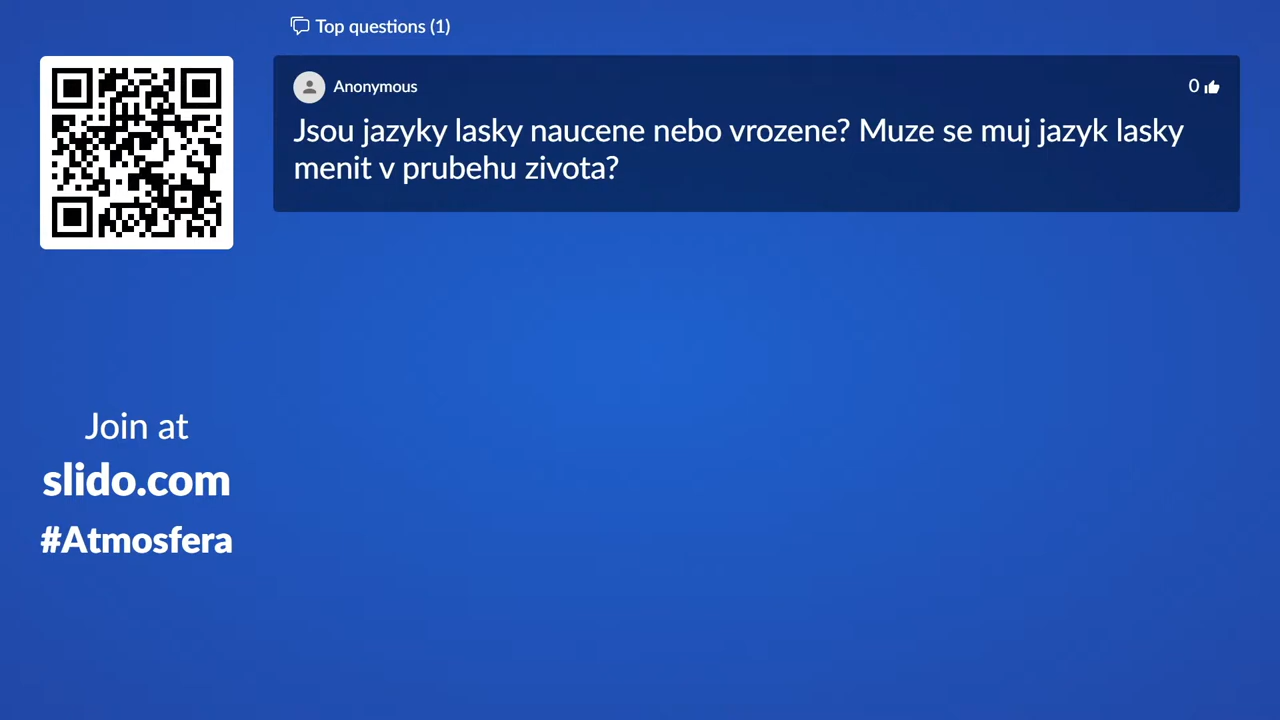 Top questions (1)
Anonymous
0
Jsou jazyky lasky naucene nebo vrozene? Muze se muj jazyk lasky
menit v prubehu zivota?
Join at
slido.com
#Atmosfera